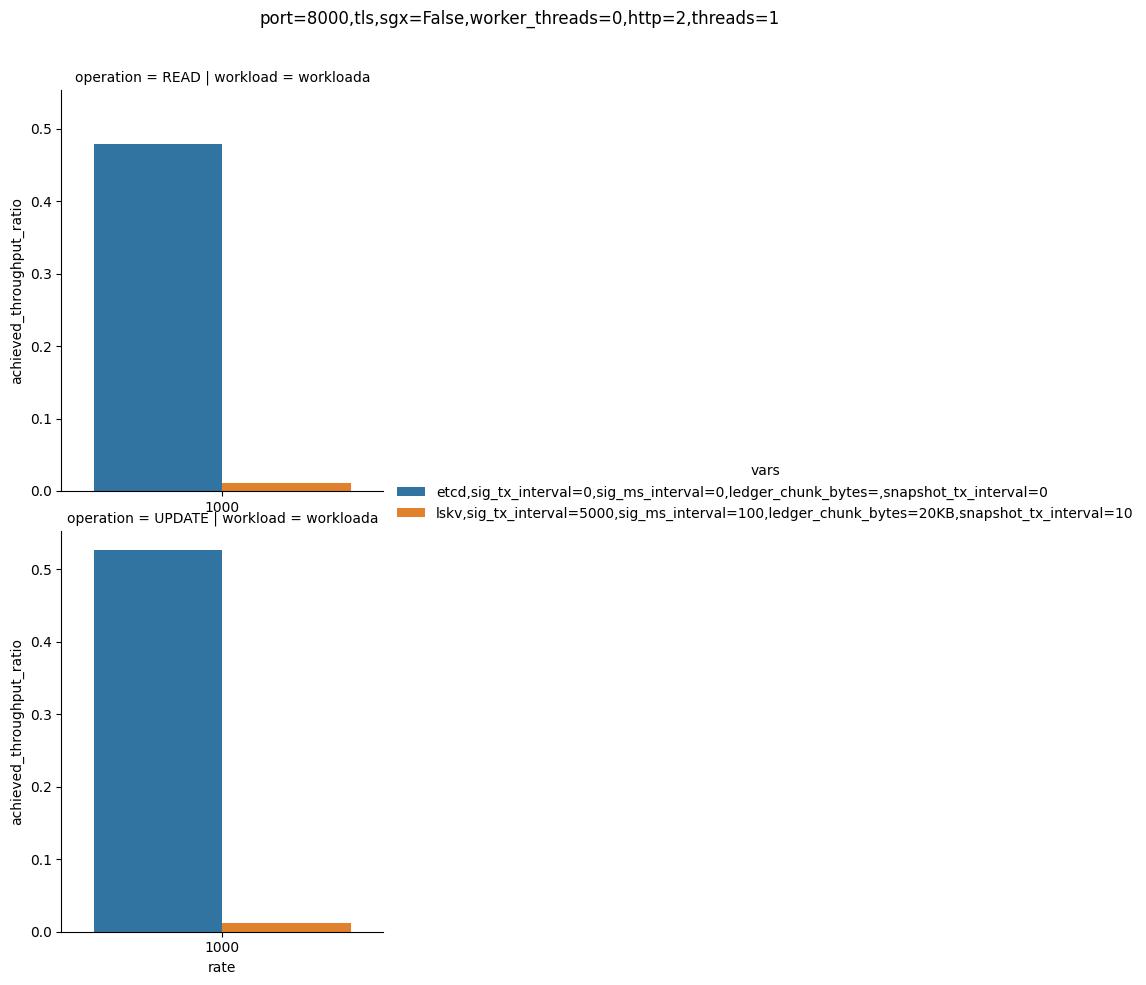 port=8000,tls,sgx=False,worker_threads=0,http=2,threads=1
operation = READ | workload = workloada
achieved_throughput_ratio
0.5
0.4
0.3
0.2
0.1
0.0
1000
vars
etcd,sig_tx_interval=0,sig_ms_interval=0,ledger_chunk_bytes=,snapshot_tx_interval=0
lskv,sig_tx_interval=5000,sig_ms_interval=100,ledger_chunk_bytes=20KB,snapshot_tx_interval=10
operation = UPDATE | workload = workloada
achieved_throughput_ratio
0.5
0.4
0.3
0.2
0.1
0.0
1000
rate